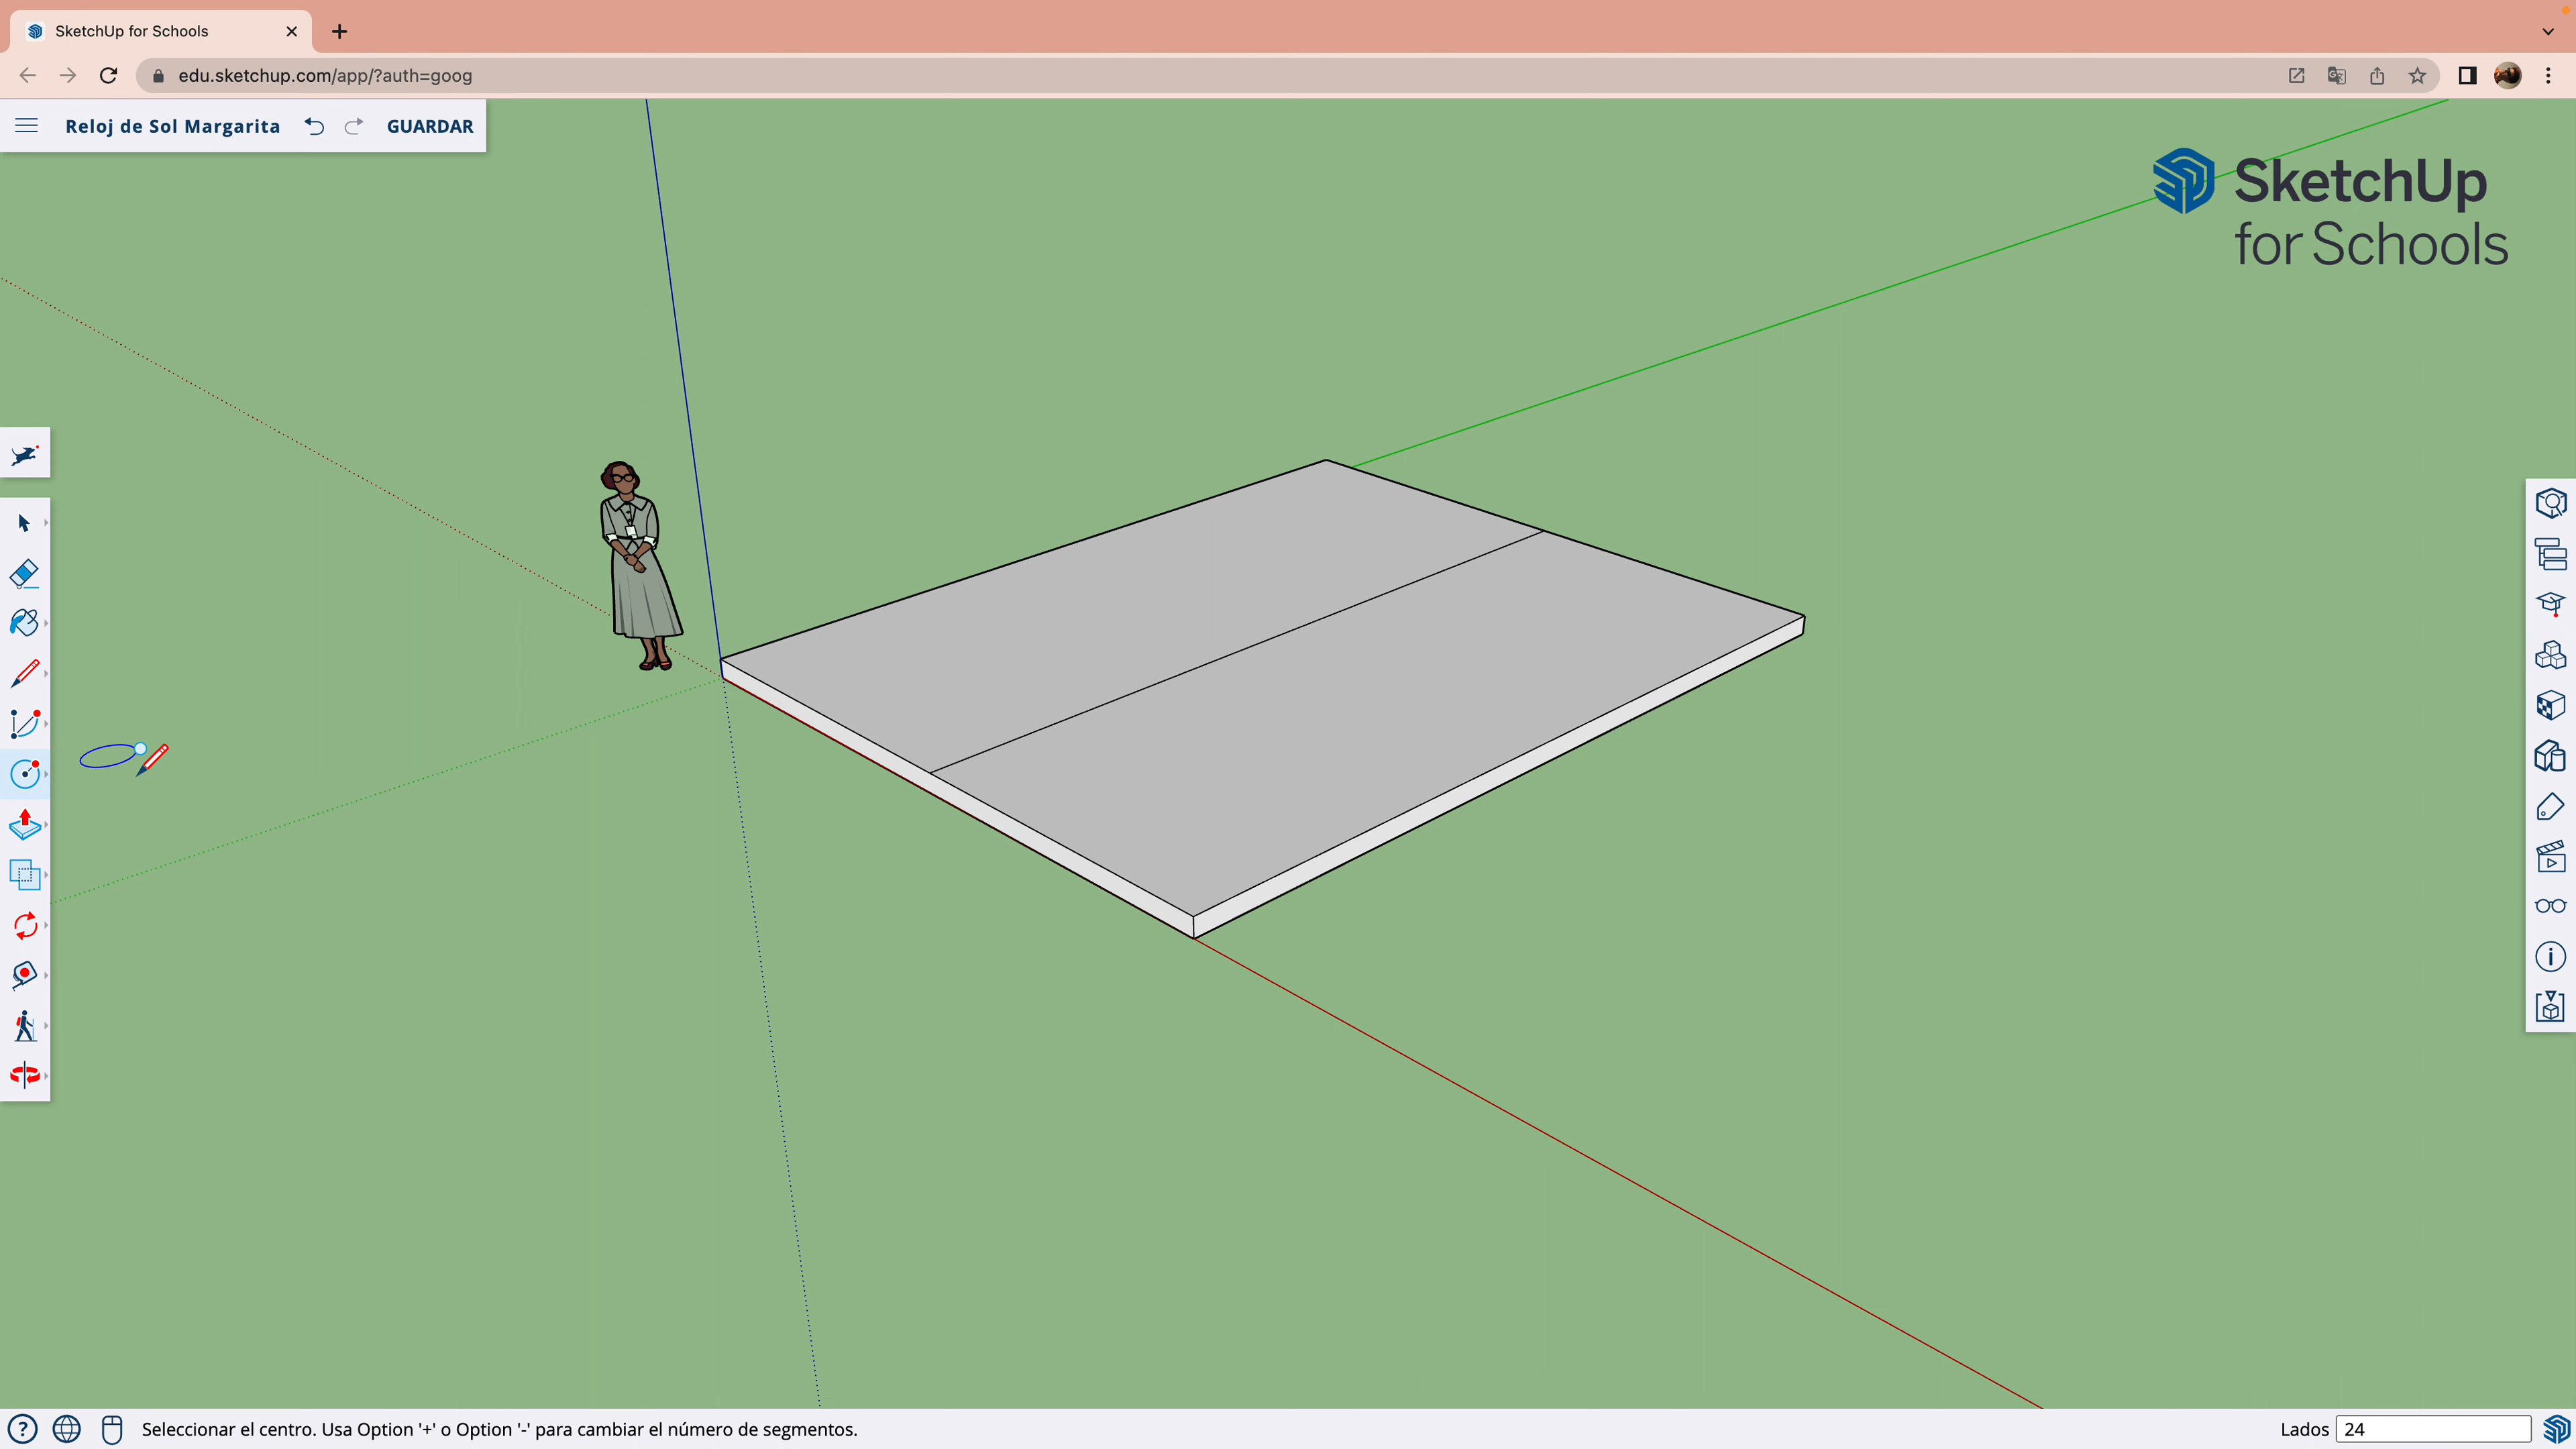 SketchUp for Schools
edu.sketchup.com/app/?auth=goog
Reloj de Sol Margarita GUARDAR
SketchUp
for Schools
Seleccionar el centro. Usa Option '+' o Option '-' para cambiar el número de segmentos.
Lados 24